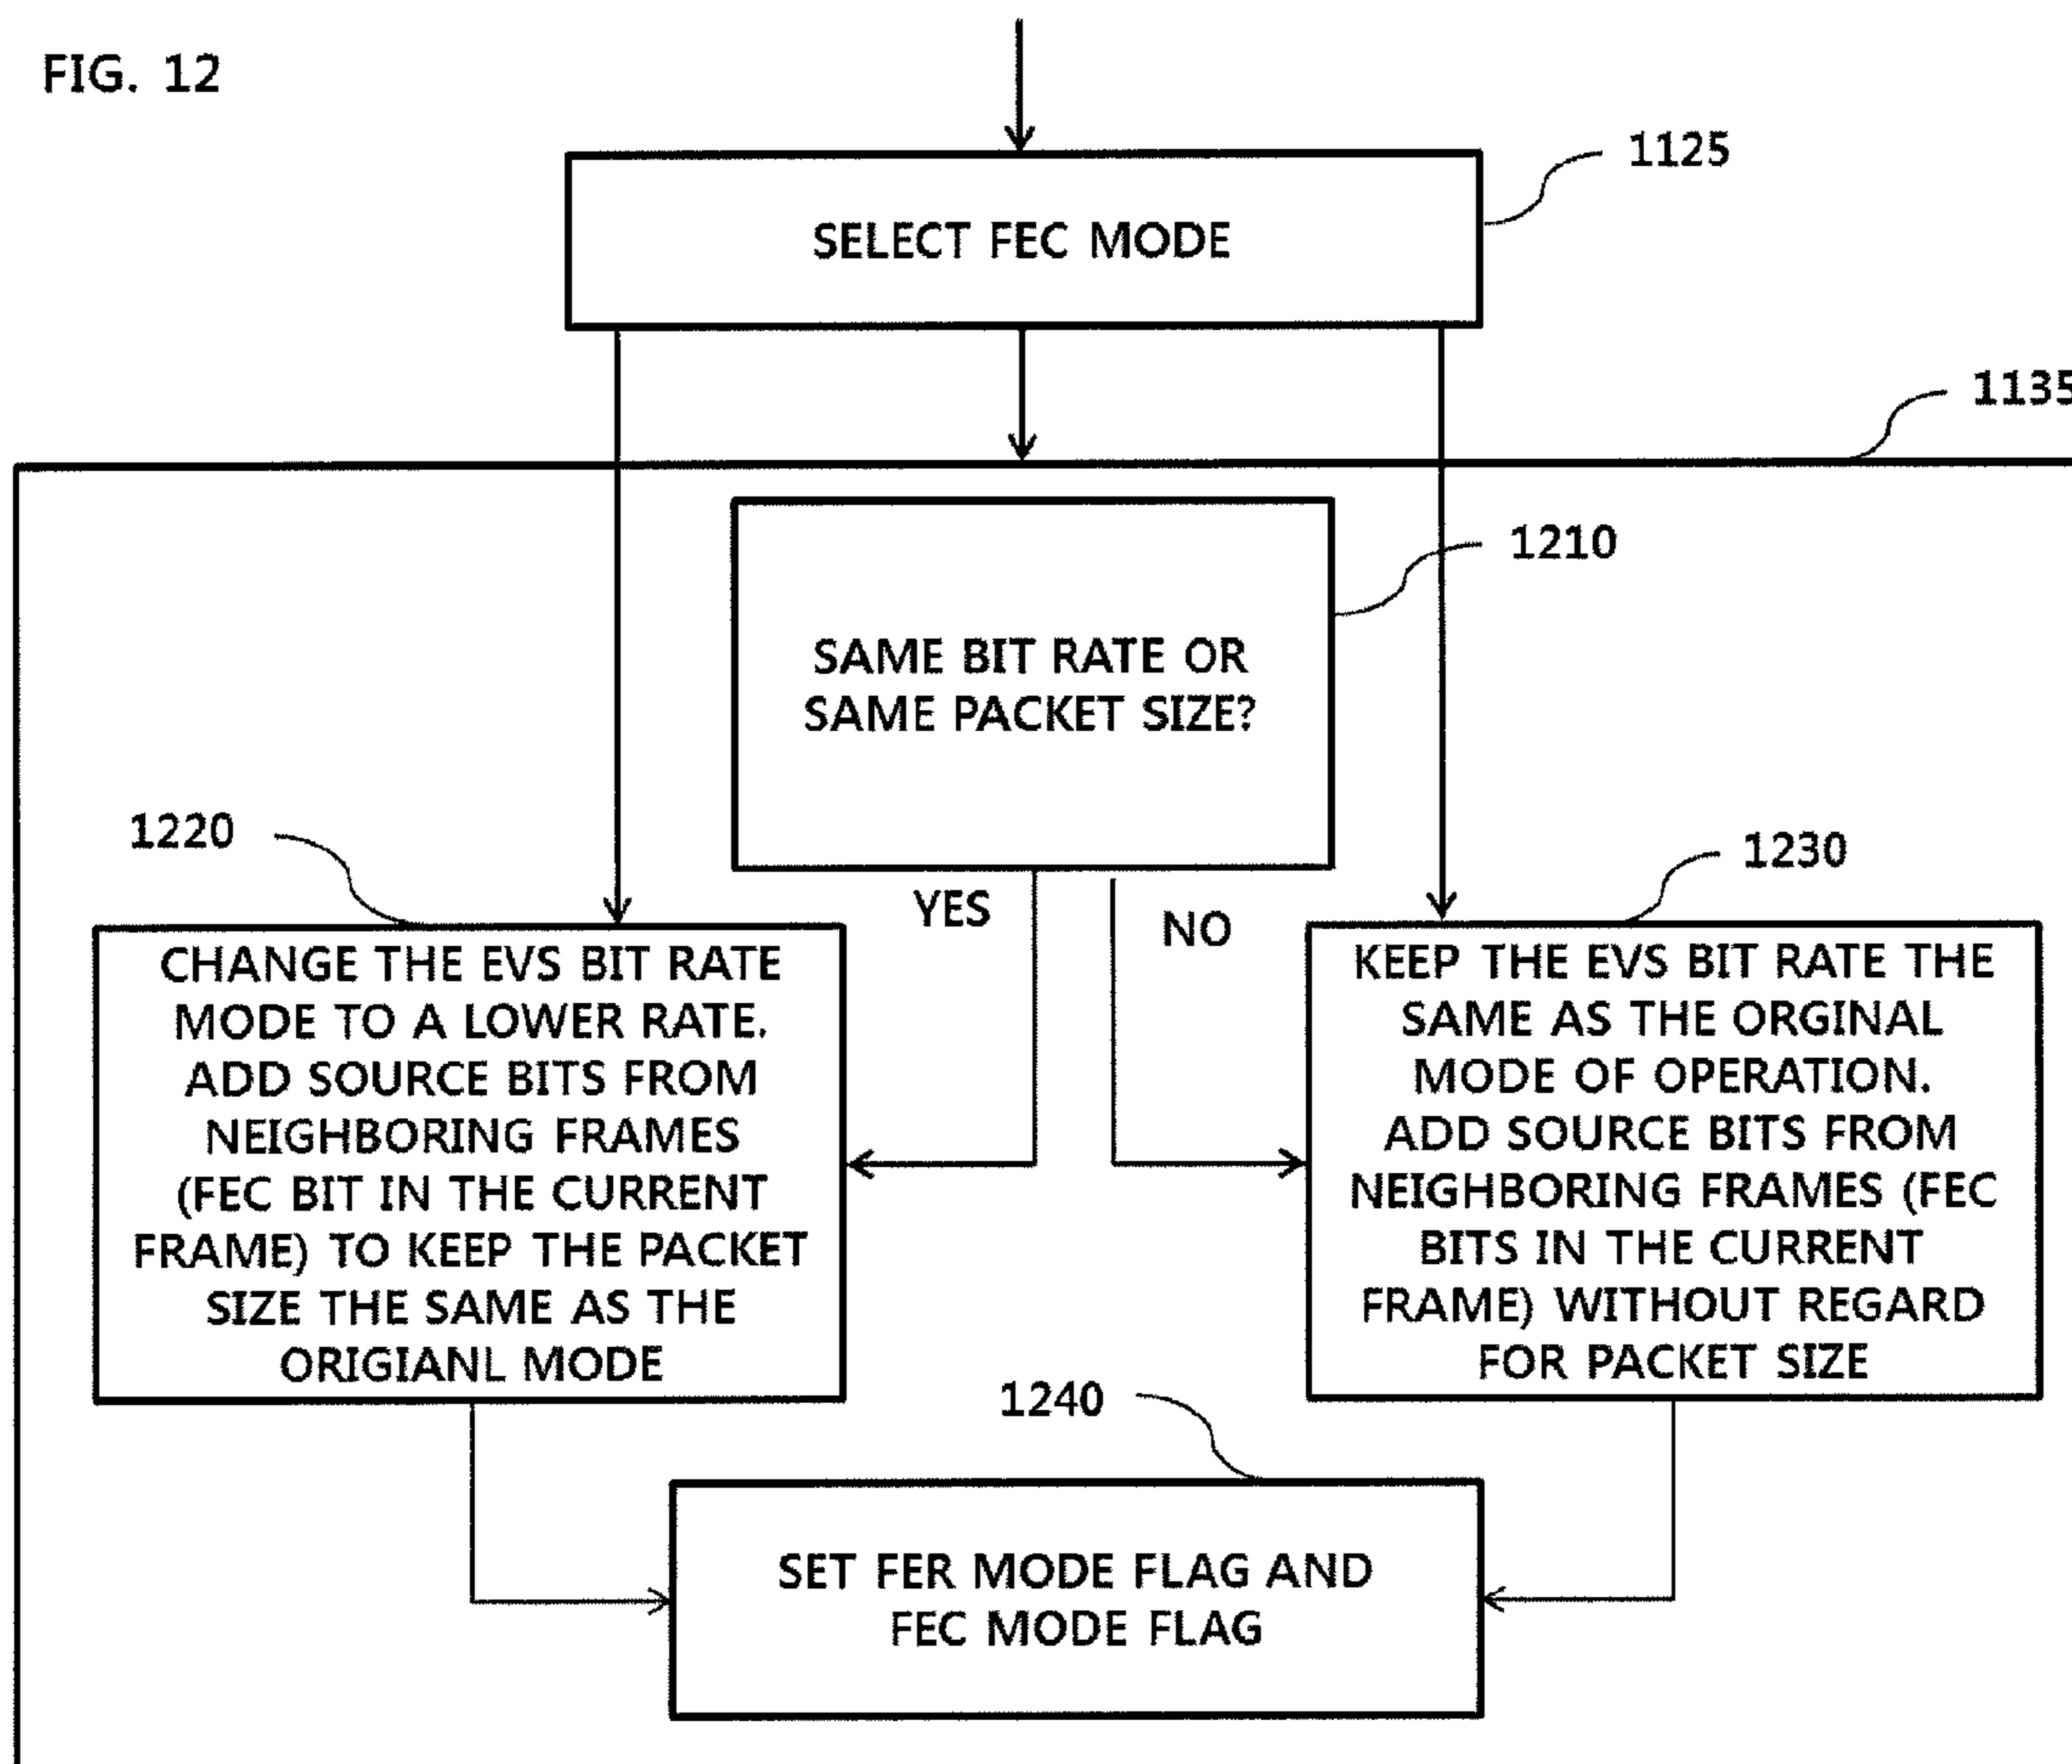 FIG. 12
SELECT FEC MODE
1125
1135
1210
SAME BIT RATE OR
SAME PACKET SIZE?
1220
YES
NO
1230
CHANGE THE EVS BIT RATE
MODE TO A LOWER RATE.
ADD SOURCE BITS FROM
NEIGHBORING FRAMES
(FEC BIT IN THE CURRENT
FRAME) TO KEEP THE PACKET
SIZE THE SAME AS THE
ORIGIANL MODE
KEEP THE EVS BIT RATE THE
SAME AS THE ORGINAL
MODE OF OPERATION.
ADD SOURCE BITS FROM
NEIGHBORING FRAMES (FEC
BITS IN THE CURRENT
FRAME) WITHOUT REGARD
FOR PACKET SIZE
1240
SET FER MODE FLAG AND
FEC MODE FLAG